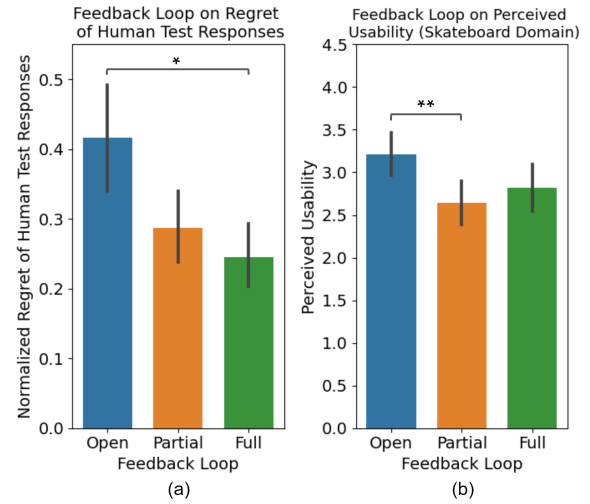 Feedback Loop on Regret
of Human Test Responses
Normalized Regret of Human Test Responses
0.5
0.4
0.3
0.2
0.1
0.0
*
Open Partial Full
Feedback Loop
(a)
Feedback Loop on Perceived
Usability (Skateboard Domain)
Perceived Usability
4.5
4.0
3.5
3.0
2.5
2.0
1.5
1.0
0.5
0.0
**
Open Partial Full
Feedback Loop
(b)